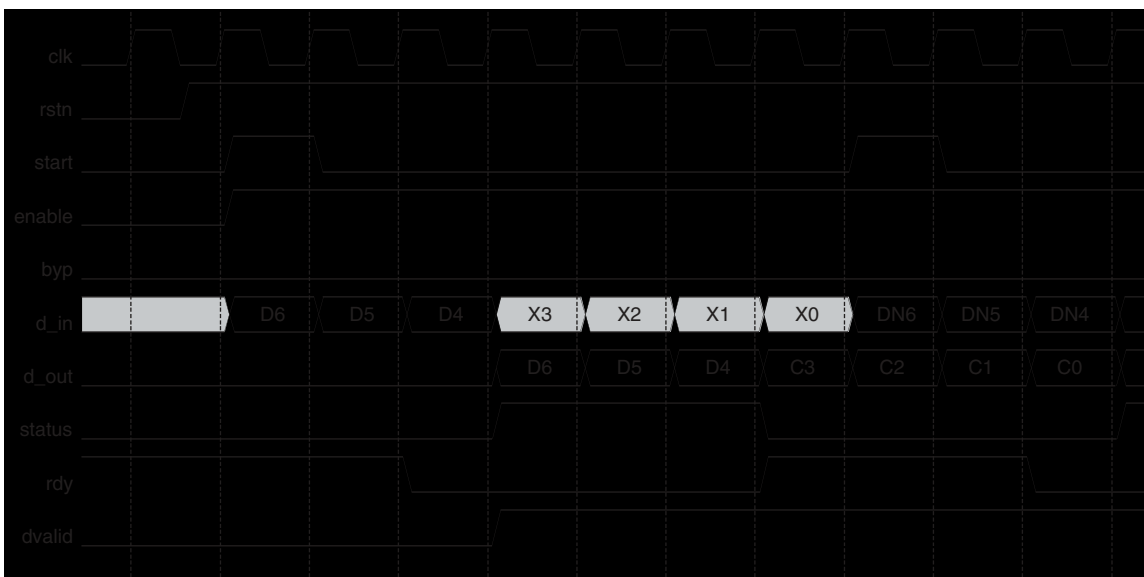 clk
rstn
start
enable
byp
d_in D6 D5 D4 X3 X2 X1 X0 DN6 DN5 DN4
d_out D6 D5 D4 C3 C2 C1 C0
status
rdy
dvalid